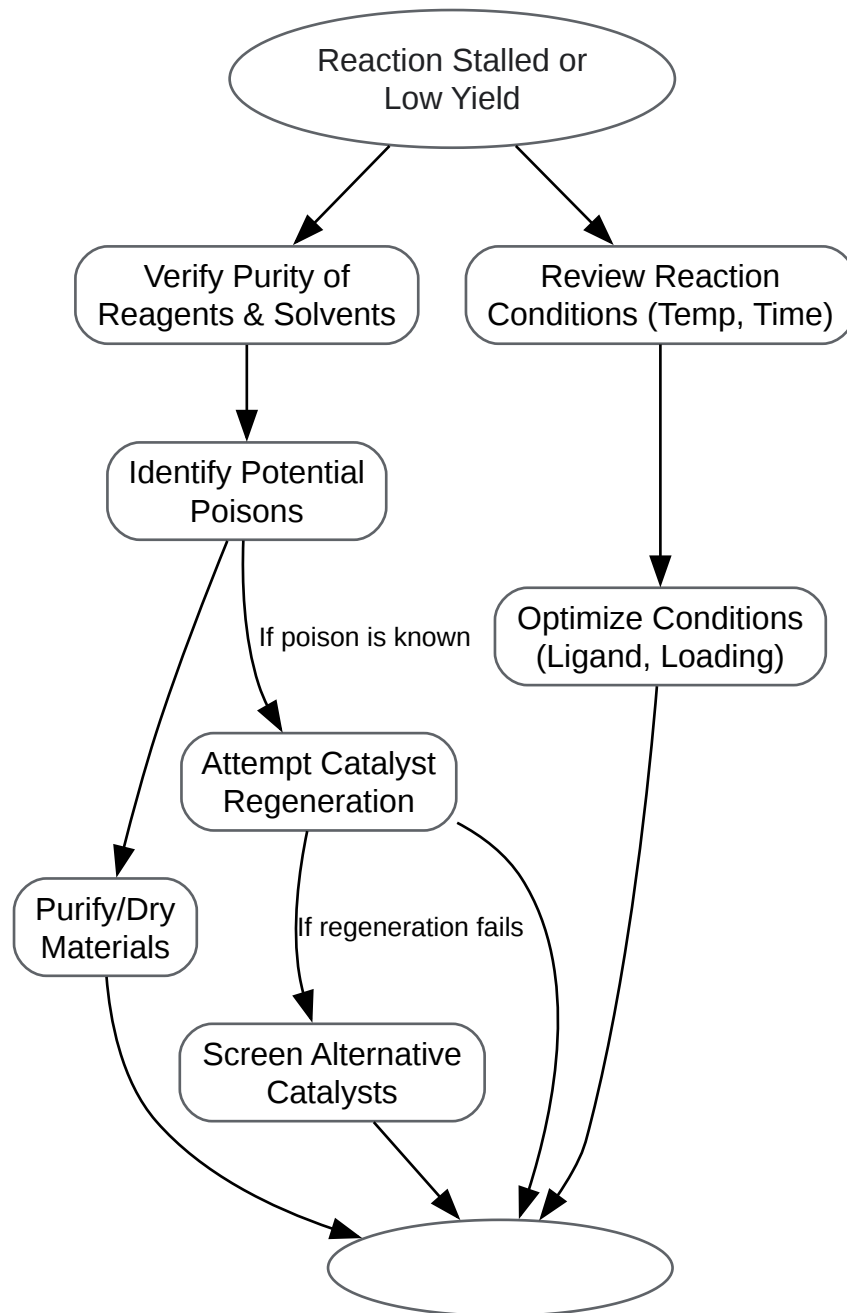 Reaction Stalled or
Low Yield
Verify Purity of
Reagents & Solvents
Review Reaction
Conditions (Temp, Time)
Identify Potential
Poisons
Optimize Conditions
(Ligand, Loading)
If poison is known
Attempt Catalyst
Regeneration
Purify/Dry
Materials
If regeneration fails
Screen Alternative
Catalysts